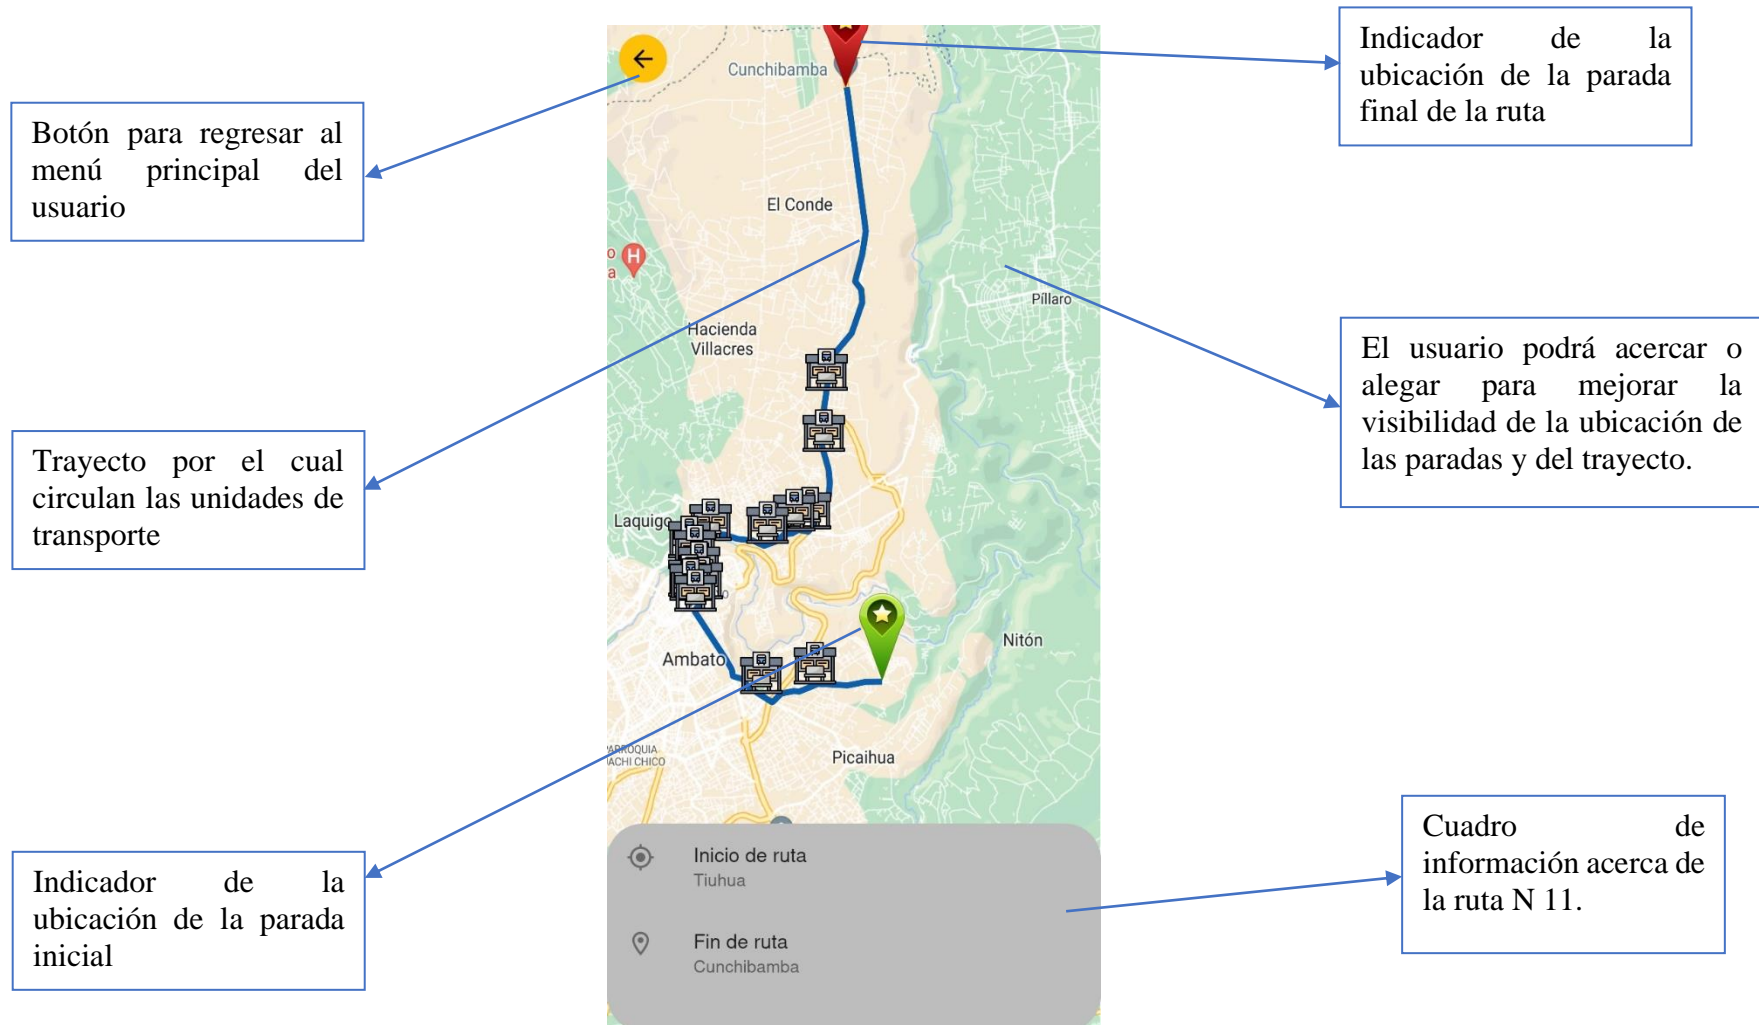 Botón para regresar al
menú principal del
usuario
Trayecto por el cual
circulan las unidades de
transporte
Indicador de la
ubicación de la parada
inicial
Cunchibamba
El Conde
H
o
a
Píllaro
Hacienda
Villacres
Laquigo
Nitón
Ambato
PARROQUIA
HUACHI CHICO
Picaihua
Inicio de ruta
Tiuhua
Fin de ruta
Cunchibamba
Indicador de la
ubicación de la parada
final de la ruta
El usuario podrá acercar o
alegar para mejorar la
visibilidad de la ubicación de
las paradas y del trayecto.
Cuadro de
información acerca de
la ruta N 11.